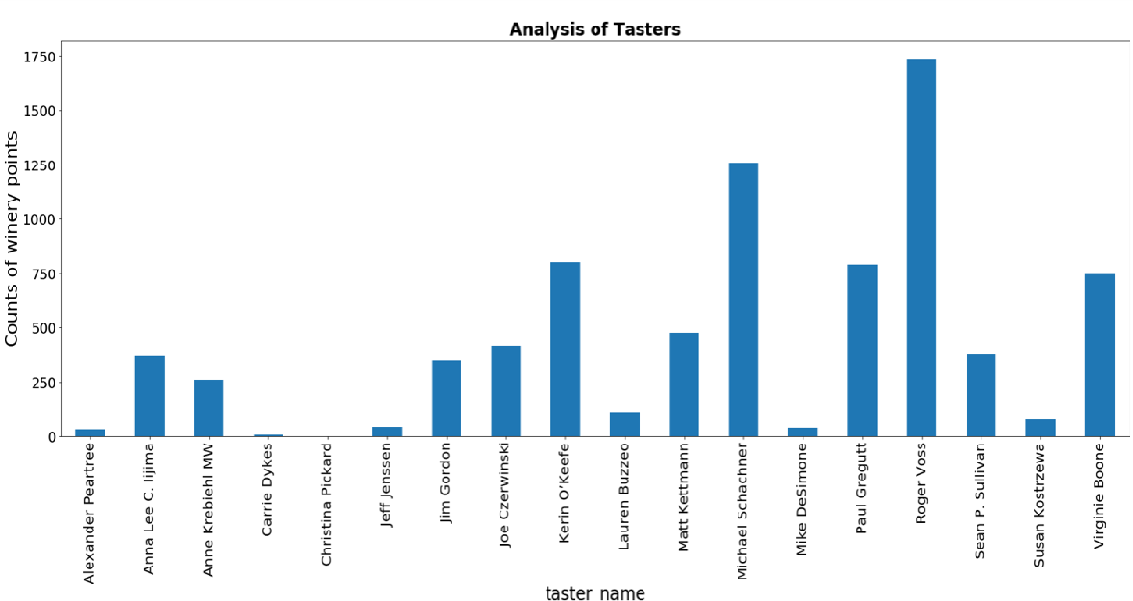 Analysis of Tasters
Counts of winery points
1750
1500
1250
1000
750
500
250
0
Alexander Peartree
Anna Lee C. Iijima
Anne Krebiehl MW
Carrie Dykes
Christina Pickard
Jeff Jenssen
Jim Gordon
Joe Czerwinski
Kerin O’Keefe
Lauren Buzzeo
Matt Kettmann
Michael Schachner
Mike DeSimone
Paul Gregutt
Roger Voss
Sean P. Sullivan
Susan Kostrzewa
Virginie Boone
taster name